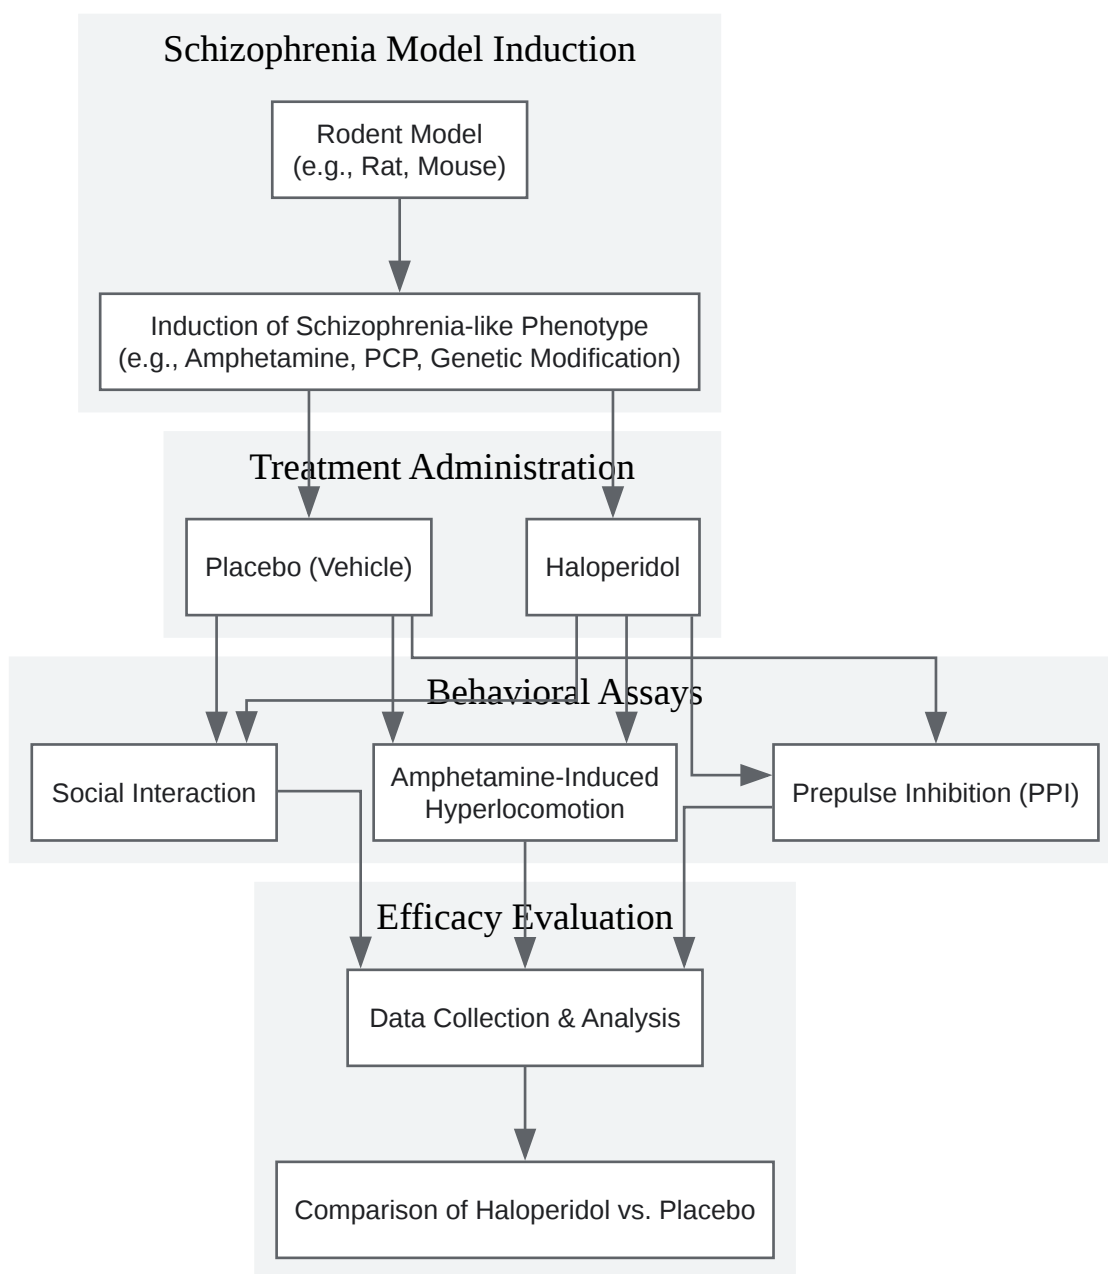 Schizophrenia Model Induction
Rodent Model
(e.g., Rat, Mouse)
Induction of Schizophrenia-like Phenotype
(e.g., Amphetamine, PCP, Genetic Modification)
Treatment Administration
Placebo (Vehicle)
Haloperidol
Behavioral Assays
Social Interaction
Amphetamine-Induced
Hyperlocomotion
Prepulse Inhibition (PPI)
Efficacy Evaluation
Data Collection & Analysis
Comparison of Haloperidol vs. Placebo